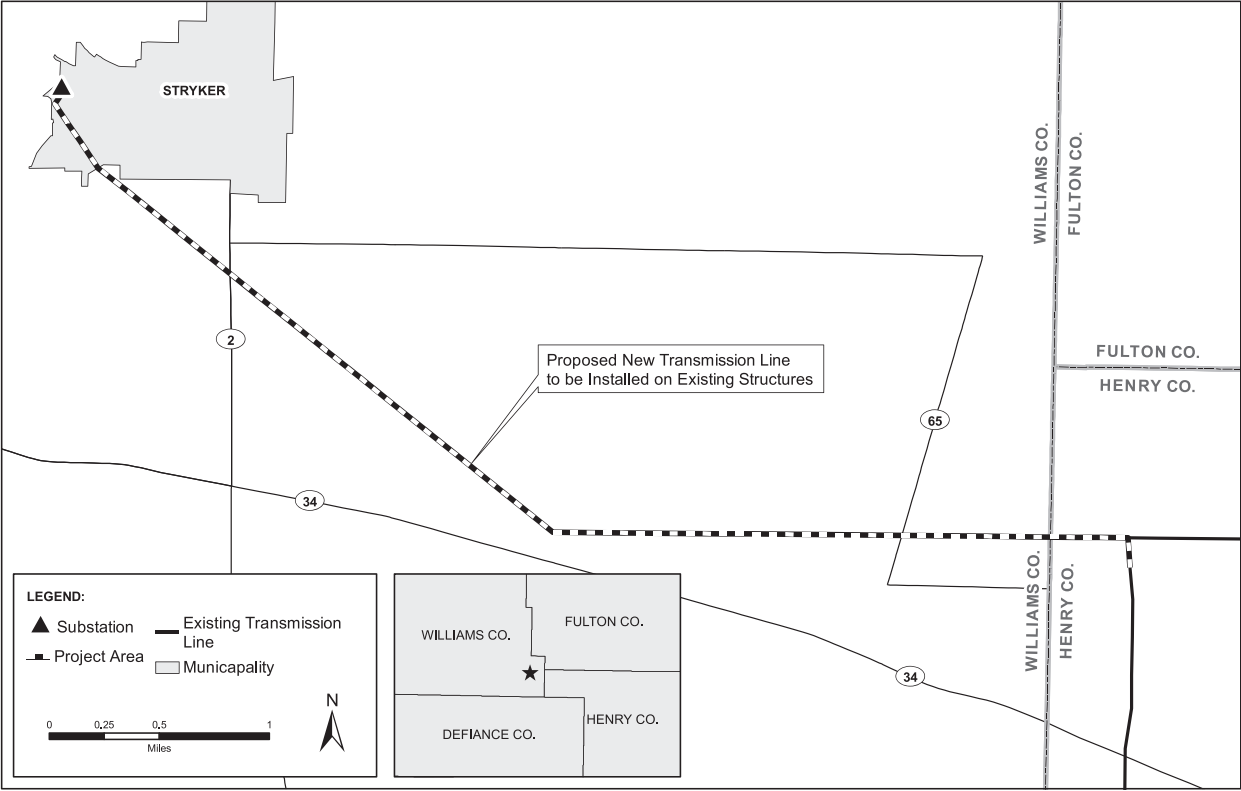 STRYKER
WILLIAMS CO.
FULTON CO.
2
Proposed New Transmission Line
to be Installed on Existing Structures
FULTON CO.
HENRY CO.
65
34
WILLIAMS CO.
HENRY CO.
34
LEGEND:
Substation
Existing Transmission
Line
Project Area
Municapality
N
0 0.25 0.5 1
Miles
WILLIAMS CO.
FULTON CO.
HENRY CO.
DEFIANCE CO.